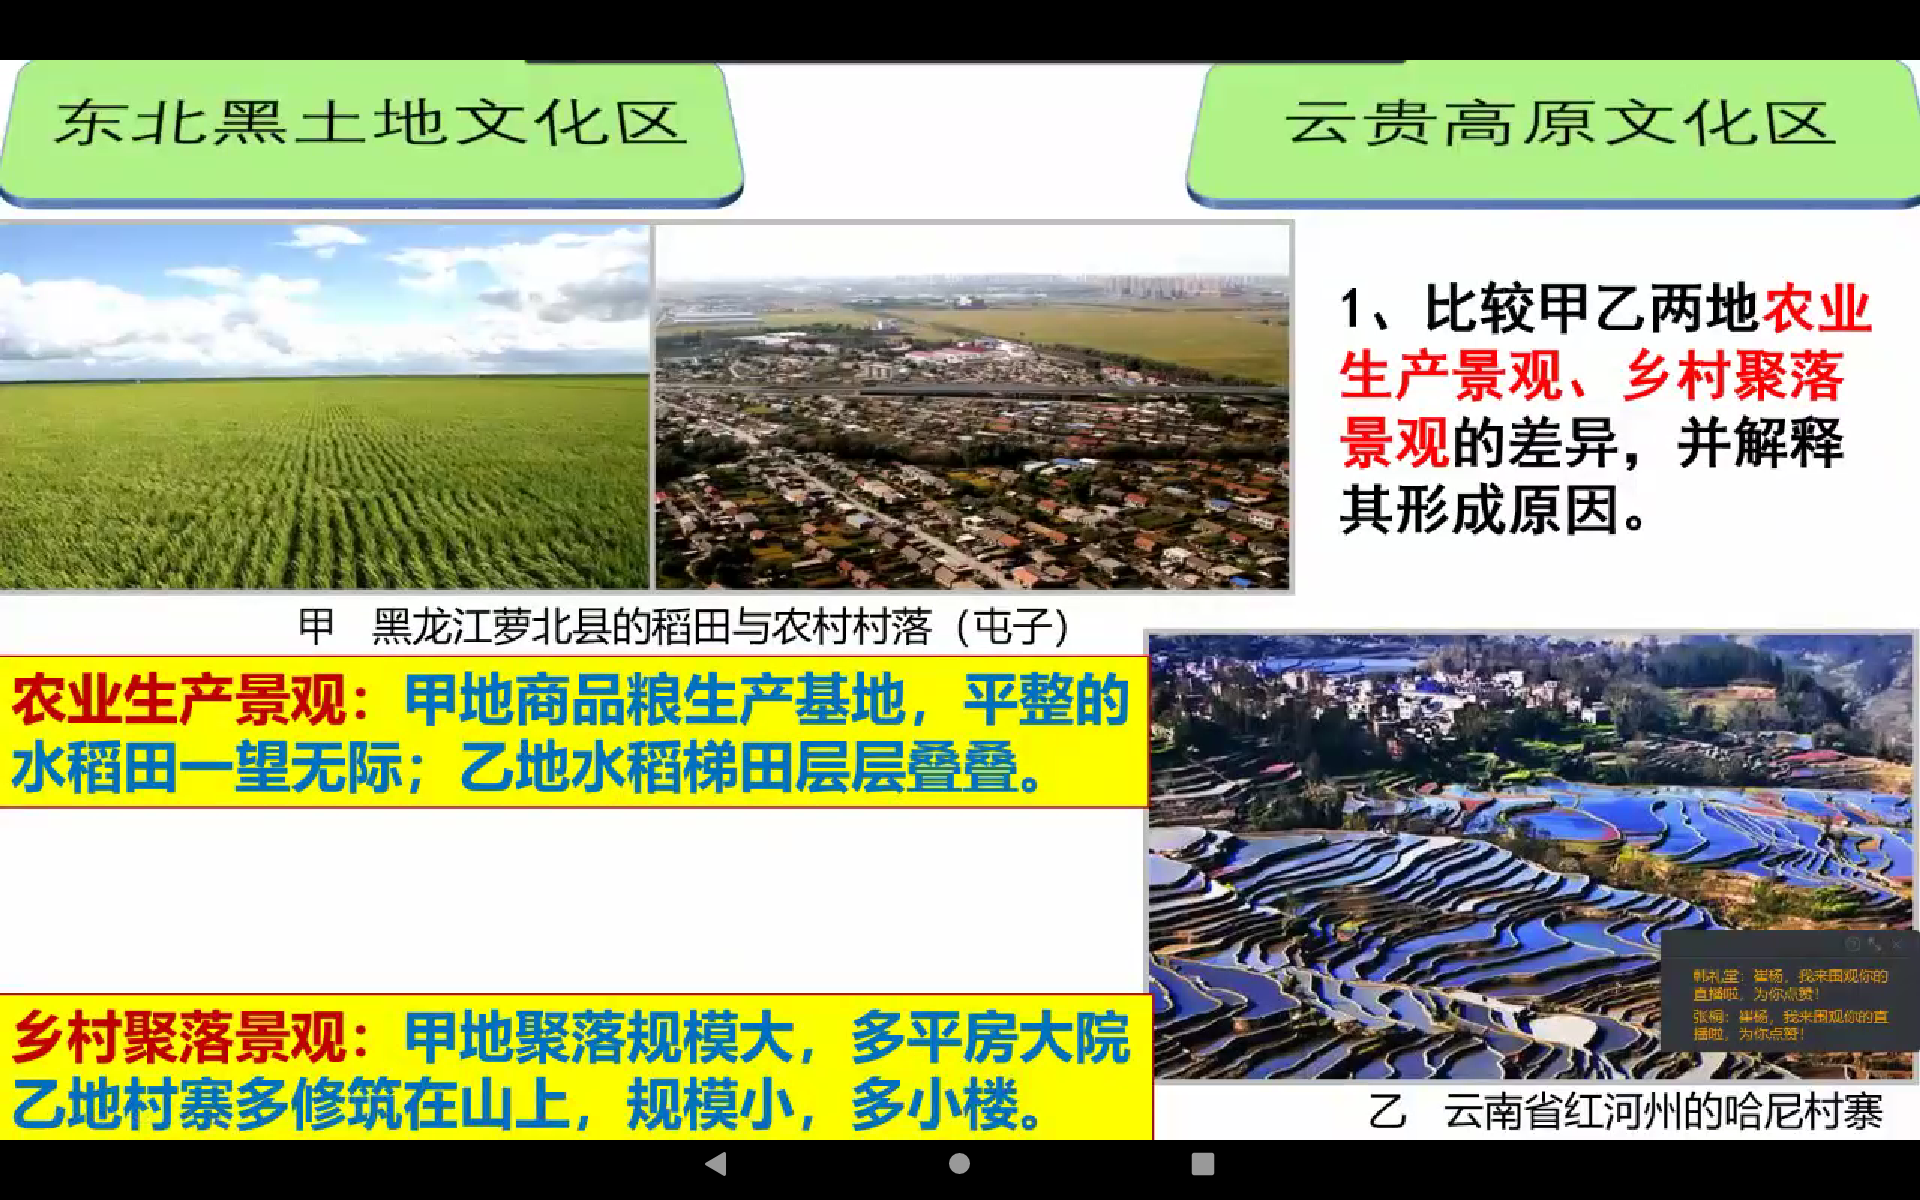 东北黑土地文化区
云贵高原文化区
1、比较甲乙两地农业
生产景观、乡村聚落
景观的差异，并解释
其形成原因。
甲 黑龙江萝北县的稻田与农村村落（屯子）
农业生产景观：甲地商品粮生产基地，平整的
水稻田一望无际；乙地水稻梯田层层叠叠。
乡村聚落景观：甲地聚落规模大，多平房大院
乙地村寨多修筑在山上，规模小，多小楼。
韩礼堂：崔杨，我来围观你的
直播啦，为你点赞！
张桐：崔杨，我来围观你的直
播啦，为你点赞！
乙 云南省红河州的哈尼村寨